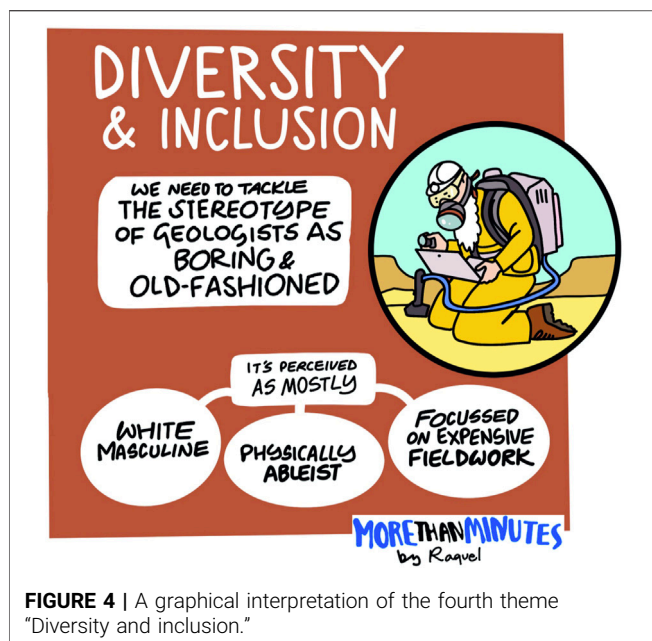 DIVERSITY
& INCLUSION
WE NEED TO TACKLE
THE STEREOTYPE
OF GEOLOGISTS AS
BORING &
OLD-FASHIONED
IT'S PERCEIVED
AS MOSTLY
WHITE
MASCULINE
PHYSICALLY
ABLEIST
FOCUSSED
ON EXPENSIVE
FIELDWORK
MORETHANMINUTES
by Raquel
FIGURE 4 | A graphical interpretation of the fourth theme
“Diversity and inclusion.”